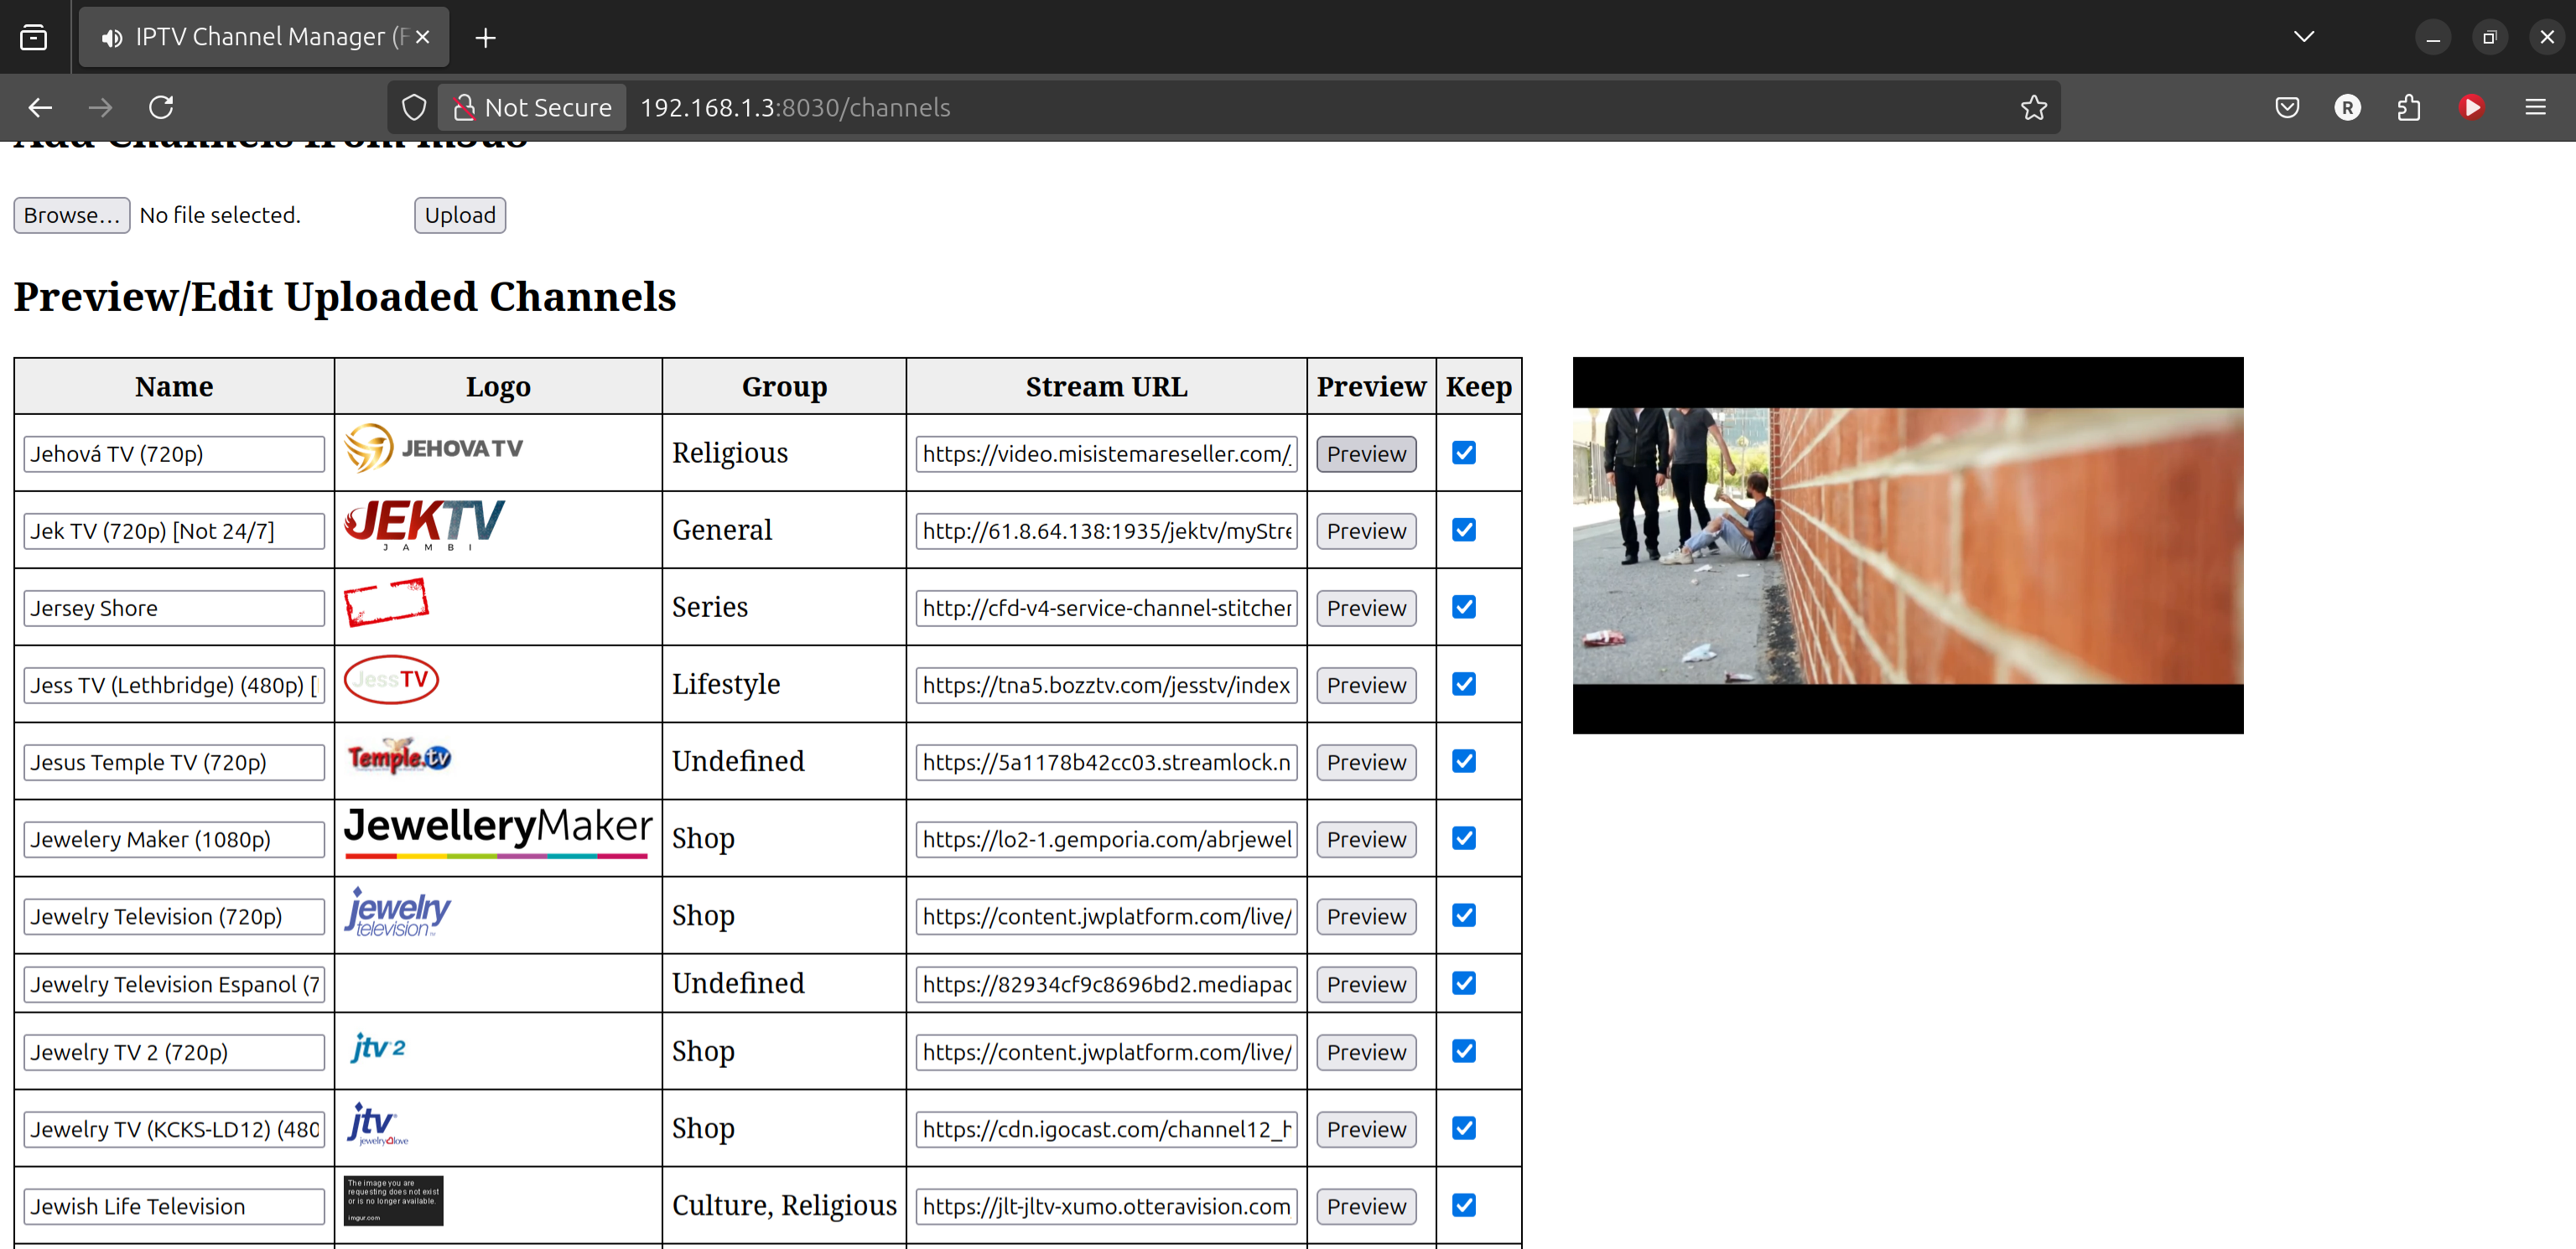 IPTV Channel Manager (F
Not Secure 192.168.1.3:8030/channels
Add Channels from m3u8
Browse... No file selected. Upload
Preview/Edit Uploaded Channels
Name Logo Group Stream URL Preview Keep
Jehová TV (720p) JEHOVA TV Religious https://video.misistemareseller.com/ Preview
Jek TV (720p) [Not 24/7] JEKTV JAMBI General http://61.8.64.138:1935/jektv/myStre Preview
Jersey Shore Series http://cfd-v4-service-channel-stitcher Preview
Jess TV (Lethbridge) (480p) [ JessTV Lifestyle https://tna5.bozztv.com/jesstv/index Preview
Jesus Temple TV (720p) Temple.tv Undefined https://5a1178b42cc03.streamlock.n Preview
Jewelery Maker (1080p) JewelleryMaker Shop https://lo2-1.gemporia.com/abrjewel Preview
Jewelry Television (720p) jewelry television Shop https://content.jwplatform.com/live/ Preview
Jewelry Television Espanol (7 Undefined https://82934cf9c8696bd2.mediapac Preview
Jewelry TV 2 (720p) jtv 2 Shop https://content.jwplatform.com/live/ Preview
Jewelry TV (KCKS-LD12) (480 jtv jewelry love Shop https://cdn.igocast.com/channel12_h Preview
Jewish Life Television The image you are requesting does not exist or is no longer available. imgur.com Culture, Religious https://jlt-jltv-xumo.otteravision.com Preview